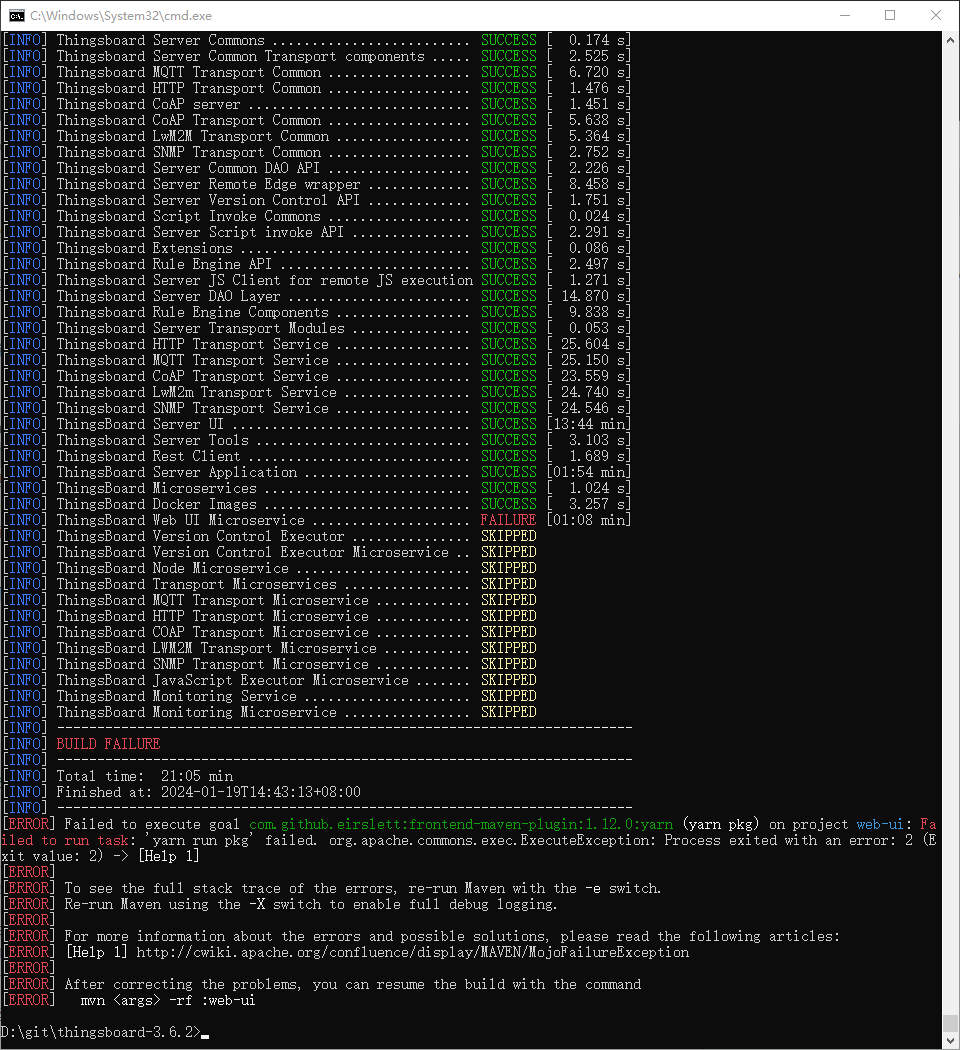 C:\Windows\System32\cmd.exe
[INFO] Thingsboard Server Commons ......................... SUCCESS [  0.174 s]
[INFO] Thingsboard Server Common Transport components ..... SUCCESS [  2.525 s]
[INFO] Thingsboard MQTT Transport Common .................. SUCCESS [  6.720 s]
[INFO] Thingsboard HTTP Transport Common .................. SUCCESS [  1.476 s]
[INFO] Thingsboard CoAP server ............................ SUCCESS [  1.451 s]
[INFO] Thingsboard CoAP Transport Common .................. SUCCESS [  5.638 s]
[INFO] Thingsboard LwM2M Transport Common ................. SUCCESS [  5.364 s]
[INFO] Thingsboard SNMP Transport Common .................. SUCCESS [  2.752 s]
[INFO] Thingsboard Server Common DAO API .................. SUCCESS [  2.226 s]
[INFO] Thingsboard Server Remote Edge wrapper ............. SUCCESS [  8.458 s]
[INFO] Thingsboard Server Version Control API ............. SUCCESS [  1.751 s]
[INFO] Thingsboard Script Invoke Commons .................. SUCCESS [  0.024 s]
[INFO] Thingsboard Server Script invoke API ............... SUCCESS [  2.291 s]
[INFO] Thingsboard Extensions ............................. SUCCESS [  0.086 s]
[INFO] Thingsboard Rule Engine API ........................ SUCCESS [  2.497 s]
[INFO] Thingsboard Server JS Client for remote JS execution SUCCESS [  1.271 s]
[INFO] Thingsboard Server DAO Layer ....................... SUCCESS [ 14.870 s]
[INFO] Thingsboard Rule Engine Components ................. SUCCESS [  9.838 s]
[INFO] Thingsboard Server Transport Modules ............... SUCCESS [  0.053 s]
[INFO] ThingsBoard HTTP Transport Service ................. SUCCESS [ 25.604 s]
[INFO] ThingsBoard MQTT Transport Service ................. SUCCESS [ 25.150 s]
[INFO] ThingsBoard CoAP Transport Service ................. SUCCESS [ 23.559 s]
[INFO] ThingsBoard LwM2m Transport Service ................ SUCCESS [ 24.740 s]
[INFO] ThingsBoard SNMP Transport Service ................. SUCCESS [ 24.546 s]
[INFO] ThingsBoard Server UI .............................. SUCCESS [13:44 min]
[INFO] ThingsBoard Server Tools ........................... SUCCESS [  3.103 s]
[INFO] ThingsBoard Rest Client ............................ SUCCESS [  1.689 s]
[INFO] ThingsBoard Server Application ..................... SUCCESS [01:54 min]
[INFO] ThingsBoard Microservices .......................... SUCCESS [  1.024 s]
[INFO] ThingsBoard Docker Images .......................... SUCCESS [  3.257 s]
[INFO] ThingsBoard Web UI Microservice .................... FAILURE [01:08 min]
[INFO] ThingsBoard Version Control Executor ............... SKIPPED
[INFO] ThingsBoard Version Control Executor Microservice .. SKIPPED
[INFO] ThingsBoard Node Microservice ...................... SKIPPED
[INFO] ThingsBoard Transport Microservices ................ SKIPPED
[INFO] ThingsBoard MQTT Transport Microservice ............ SKIPPED
[INFO] ThingsBoard HTTP Transport Microservice ............ SKIPPED
[INFO] ThingsBoard COAP Transport Microservice ............ SKIPPED
[INFO] ThingsBoard LWM2M Transport Microservice ........... SKIPPED
[INFO] ThingsBoard SNMP Transport Microservice ............ SKIPPED
[INFO] ThingsBoard JavaScript Executor Microservice ....... SKIPPED
[INFO] ThingsBoard Monitoring Service ..................... SKIPPED
[INFO] ThingsBoard Monitoring Microservice ................ SKIPPED
[INFO] ------------------------------------------------------------------------
[INFO] BUILD FAILURE
[INFO] ------------------------------------------------------------------------
[INFO] Total time:  21:05 min
[INFO] Finished at: 2024-01-19T14:43:13+08:00
[INFO] ------------------------------------------------------------------------
[ERROR] Failed to execute goal com.github.eirslett:frontend-maven-plugin:1.12.0:yarn (yarn pkg) on project web-ui: Fa
iled to run task: 'yarn run pkg' failed. org.apache.commons.exec.ExecuteException: Process exited with an error: 2 (E
xit value: 2) -> [Help 1]
[ERROR]
[ERROR] To see the full stack trace of the errors, re-run Maven with the -e switch.
[ERROR] Re-run Maven using the -X switch to enable full debug logging.
[ERROR]
[ERROR] For more information about the errors and possible solutions, please read the following articles:
[ERROR] [Help 1] http://cwiki.apache.org/confluence/display/MAVEN/MojoFailureException
[ERROR]
[ERROR] After correcting the problems, you can resume the build with the command
[ERROR]   mvn <args> -rf :web-ui
D:\git\thingsboard-3.6.2>